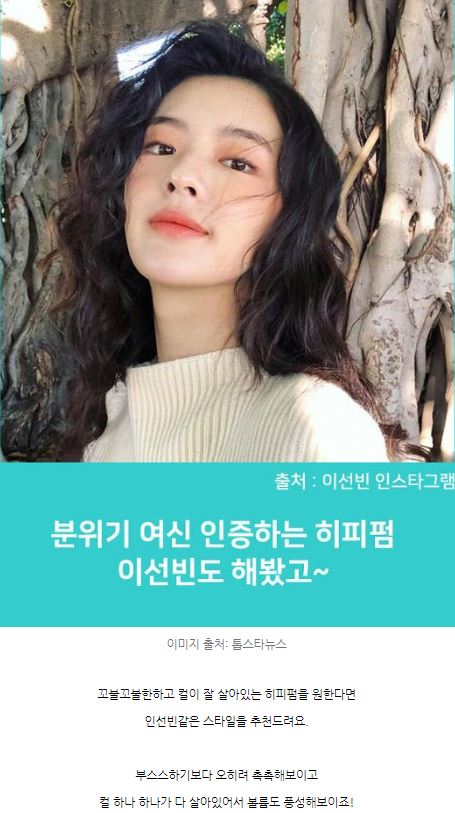 출처 : 이선빈 인스타그램
분위기 여신 인증하는 히피펌
이선빈도 해봤고~
이미지 출처: 톱스타뉴스
꼬불꼬불한하고 컬이 잘 살아있는 히피펌을 원한다면
인선빈같은 스타일을 추천드려요.
부스스하기보다 오히려 촉촉해보이고
컬 하나 하나가 다 살아있어서 볼륨도 풍성해보이죠!